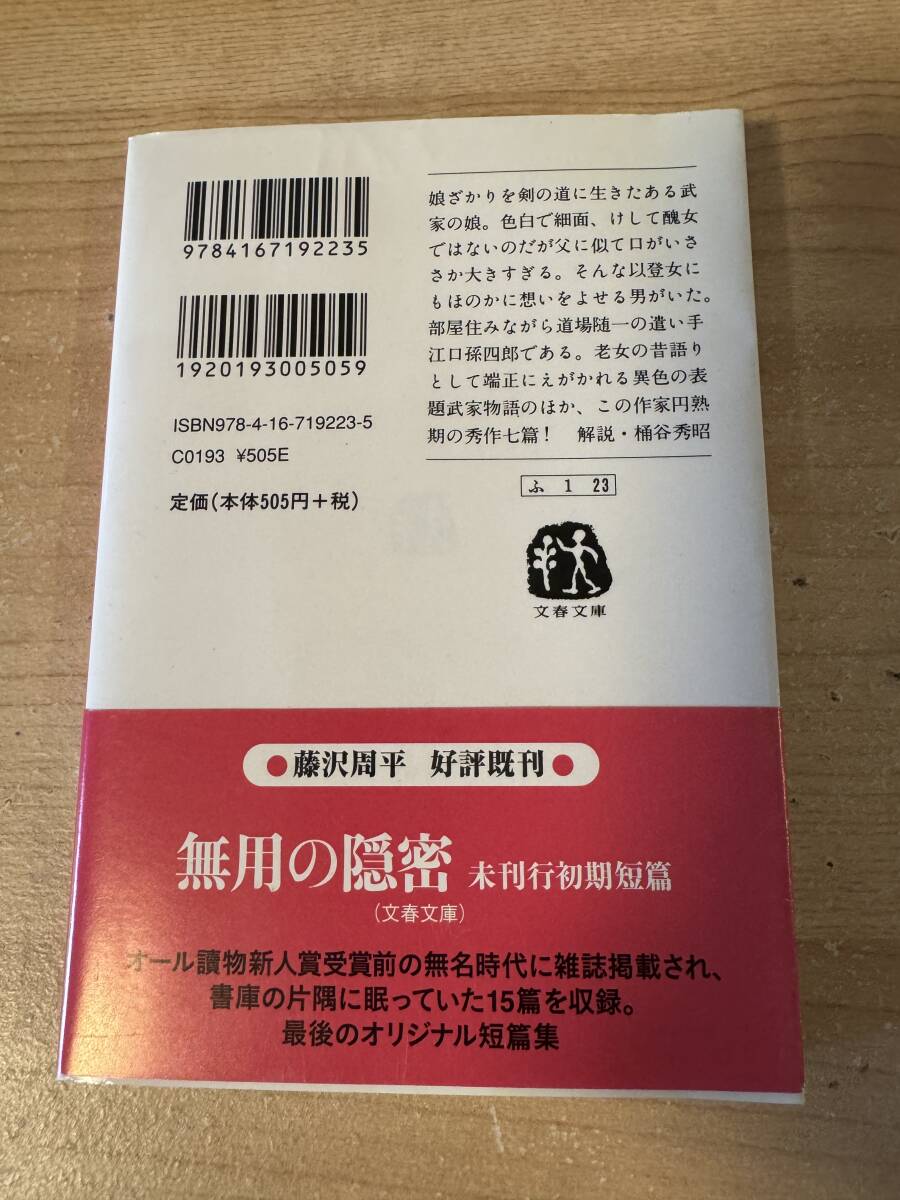 9784167192235
1920193005059
ISBN978-4-16-719223-5
C0193 ¥505E
定価(本体505円+税)
娘ざかりを剣の道に生きたある武
家の娘。色白で細面、けして醜女
ではないのだが父に似て口がいさ
さか大きすぎる。そんな以登女に
もほのかに想いをよせる男がいた。
部屋住みながら道場随一の遣い手
江口孫四郎である。老女の昔語り
として端正にえがかれる異色の表
題武家物語のほか、この作家円熟
期の秀作七篇! 解説・桶谷秀昭
ふ 1 23
文春文庫
●藤沢周平 好評既刊●
無用の隠密 未刊行初期短篇
(文春文庫)
オール讀物新人賞受賞前の無名時代に雑誌掲載され、
書庫の片隅に眠っていた15篇を収録。
最後のオリジナル短篇集